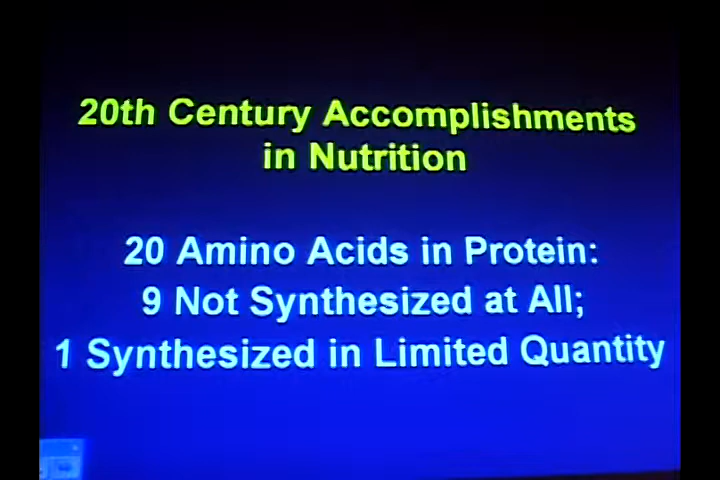 20th Century Accomplishments
in Nutrition
20 Amino Acids in Protein:
9 Not Synthesized at All;
1 Synthesized in Limited Quantity